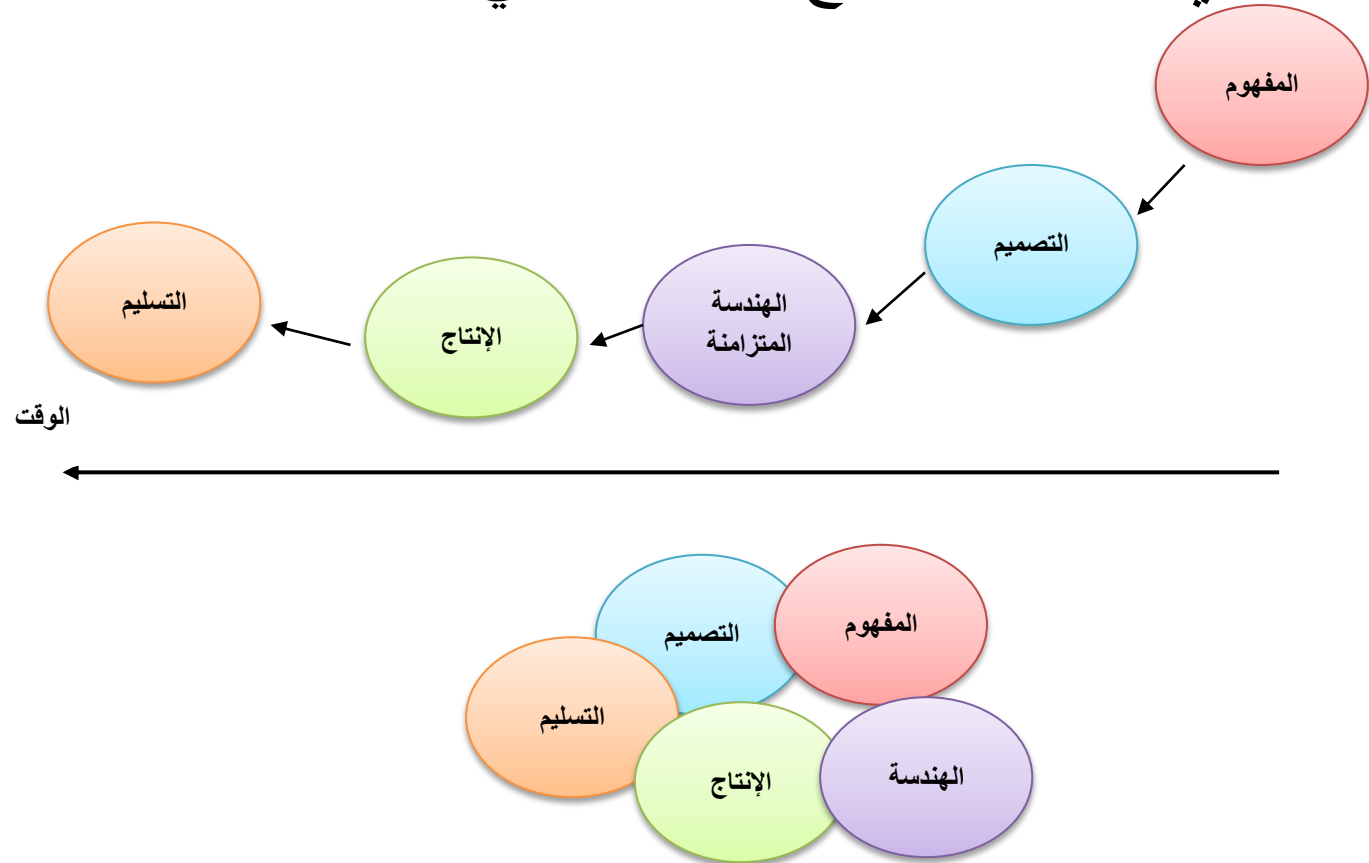 المفهوم
التصميم
الهندسة
المتزامنة
الإنتاج
التسليم
الوقت
المفهوم
التصميم
التسليم
الإنتاج
الهندسة